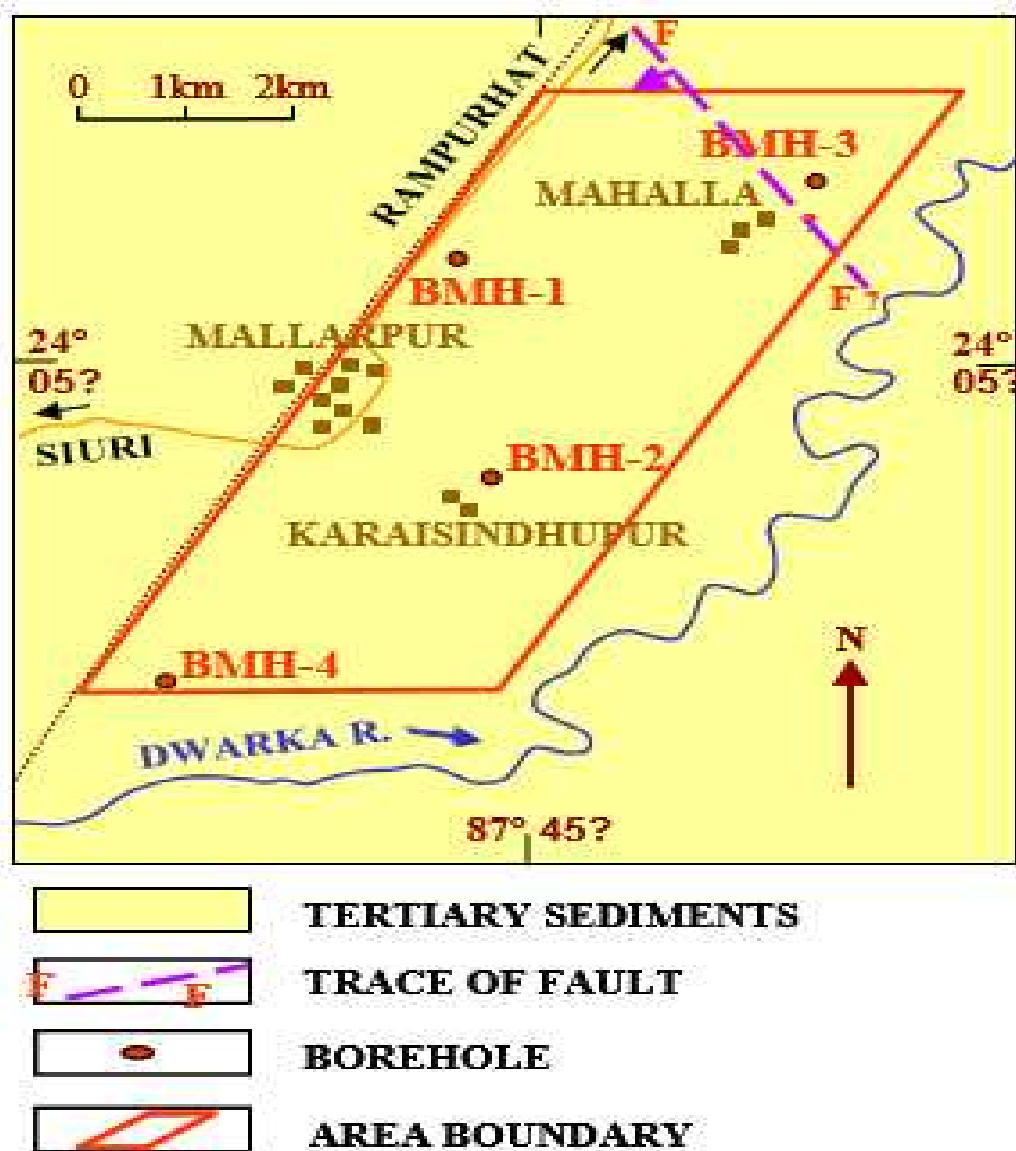 F
0 1km 2km
RAMPURHAT
BMH-3
MAHALLA
BMH-1
F ?
MALLARPUR
24°
05?
24°
05?
SIURI
BMH-2
KARAISINDHUPUR
N
BMH-4
DWARKA R.
87° 45?
TERTIARY SEDIMENTS
F F
TRACE OF FAULT
BOREHOLE
AREA BOUNDARY